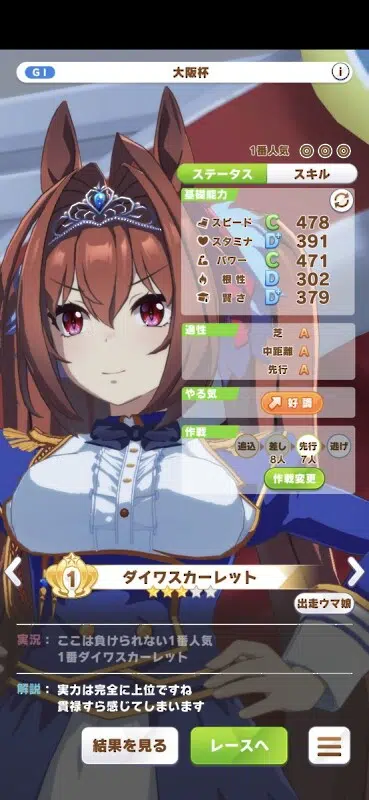 GI
大阪杯
i
1番人気 ◎ ◎ ◎
ステータス スキル
基礎能力
スピード C 478
スタミナ D+ 391
パワー C 471
根性 D 302
賢さ D+ 379
適性
芝 A
中距離 A
先行 A
やる気
好調
作戦
追込 差し 先行 逃げ
8人 7人
作戦変更
1 ダイワスカーレット
出走ウマ娘
実況： ここは負けられない1番人気
1番ダイワスカーレット
解説： 実力は完全に上位ですね
貫禄すら感じてしまいます
結果を見る レースへ